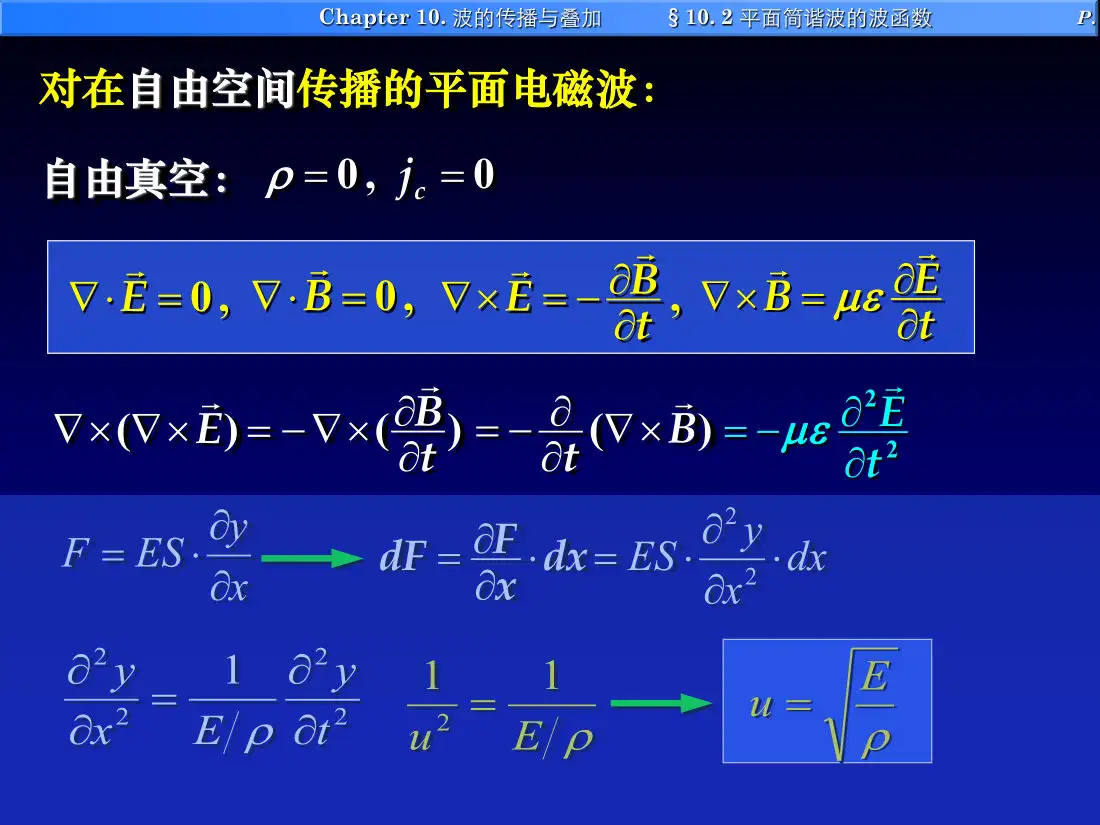 Chapter 10. 波的传播与叠加 §10. 2 平面简谐波的波函数 P.
对在自由空间传播的平面电磁波：
自由真空： ρ = 0 , j_c = 0
∇·E⃗ = 0 , ∇·B⃗ = 0 , ∇×E⃗ = −∂B⃗/∂t , ∇×B⃗ = με ∂E⃗/∂t
∇×(∇×E⃗) = −∇×(∂B⃗/∂t) = −∂/∂t (∇×B⃗) = −με ∂²E⃗/∂t²
F = ES·∂y/∂x dF = ∂F/∂x · dx = ES·∂²y/∂x² · dx
∂²y/∂x² = 1/(E/ρ) ∂²y/∂t² 1/u² = 1/(E/ρ) u = √(E/ρ)